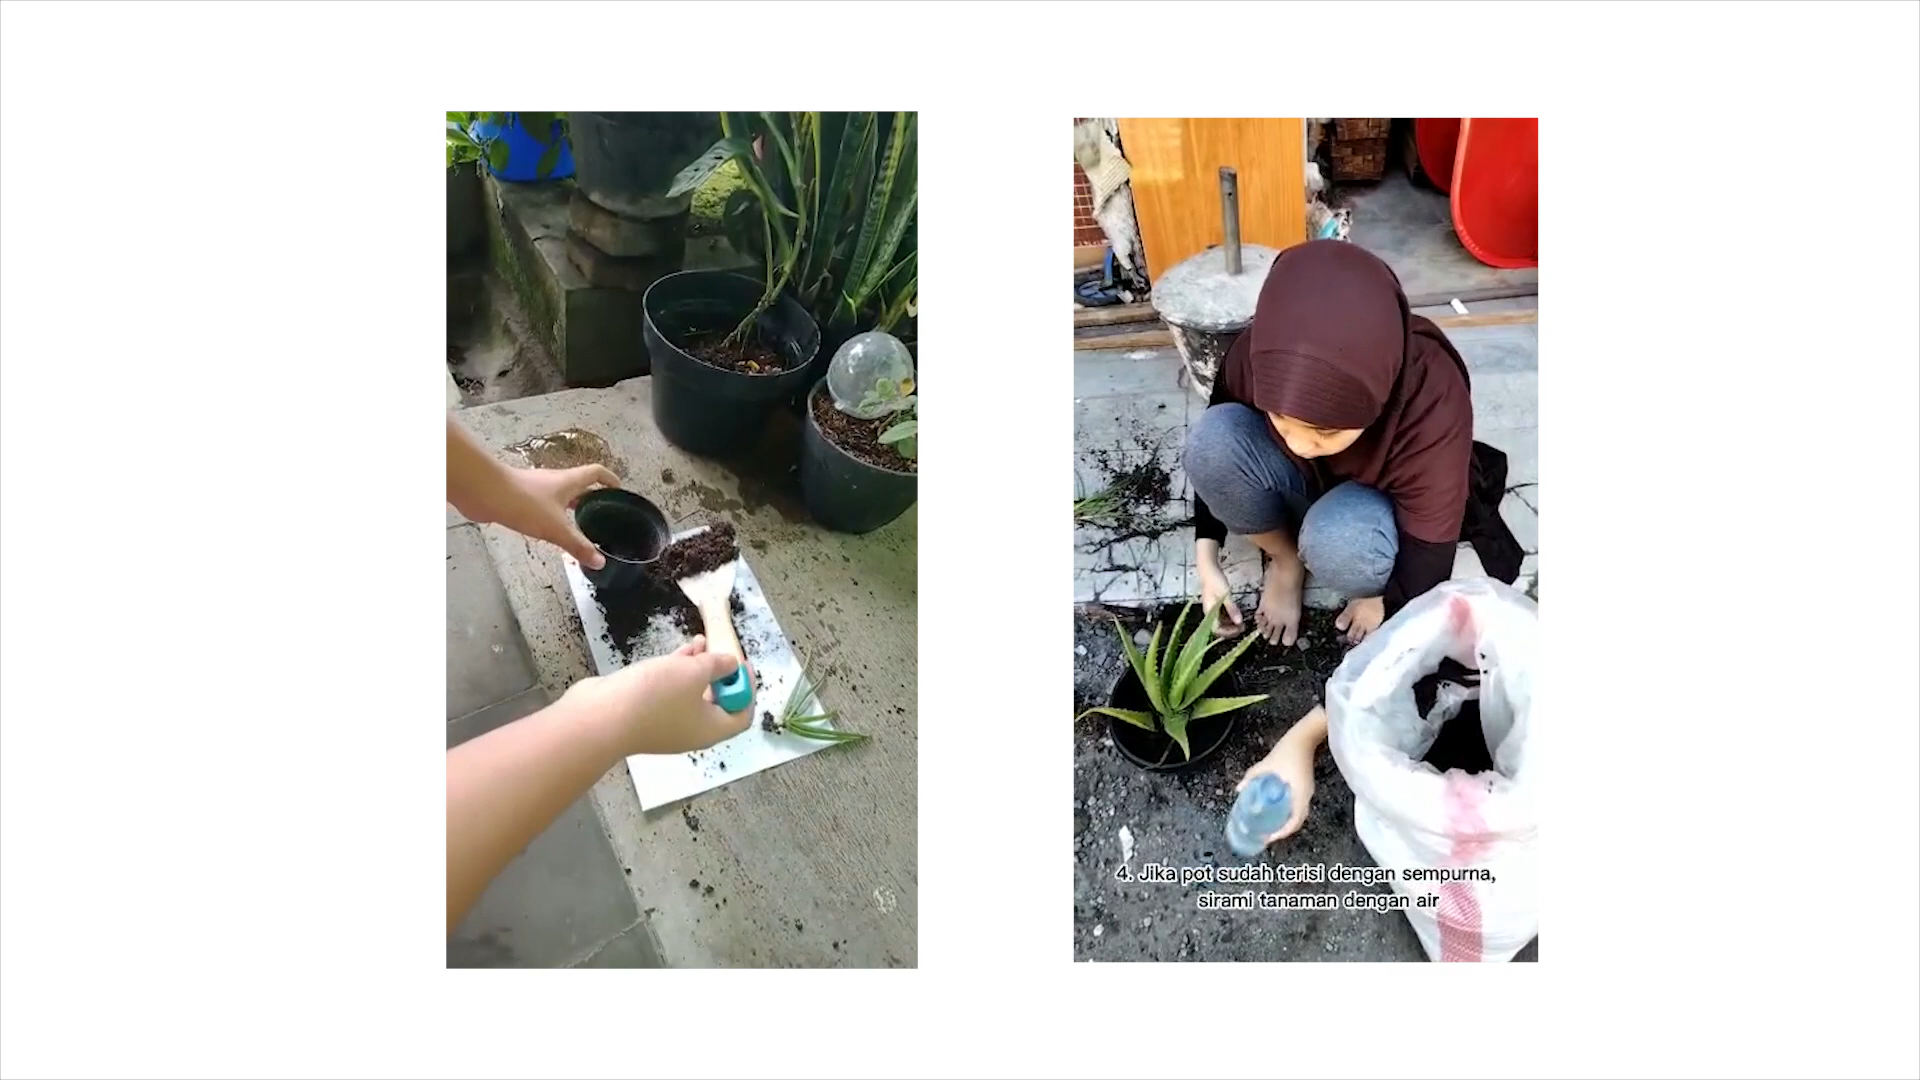 4. Jika pot sudah terisi dengan sempurna,
sirami tanaman dengan air